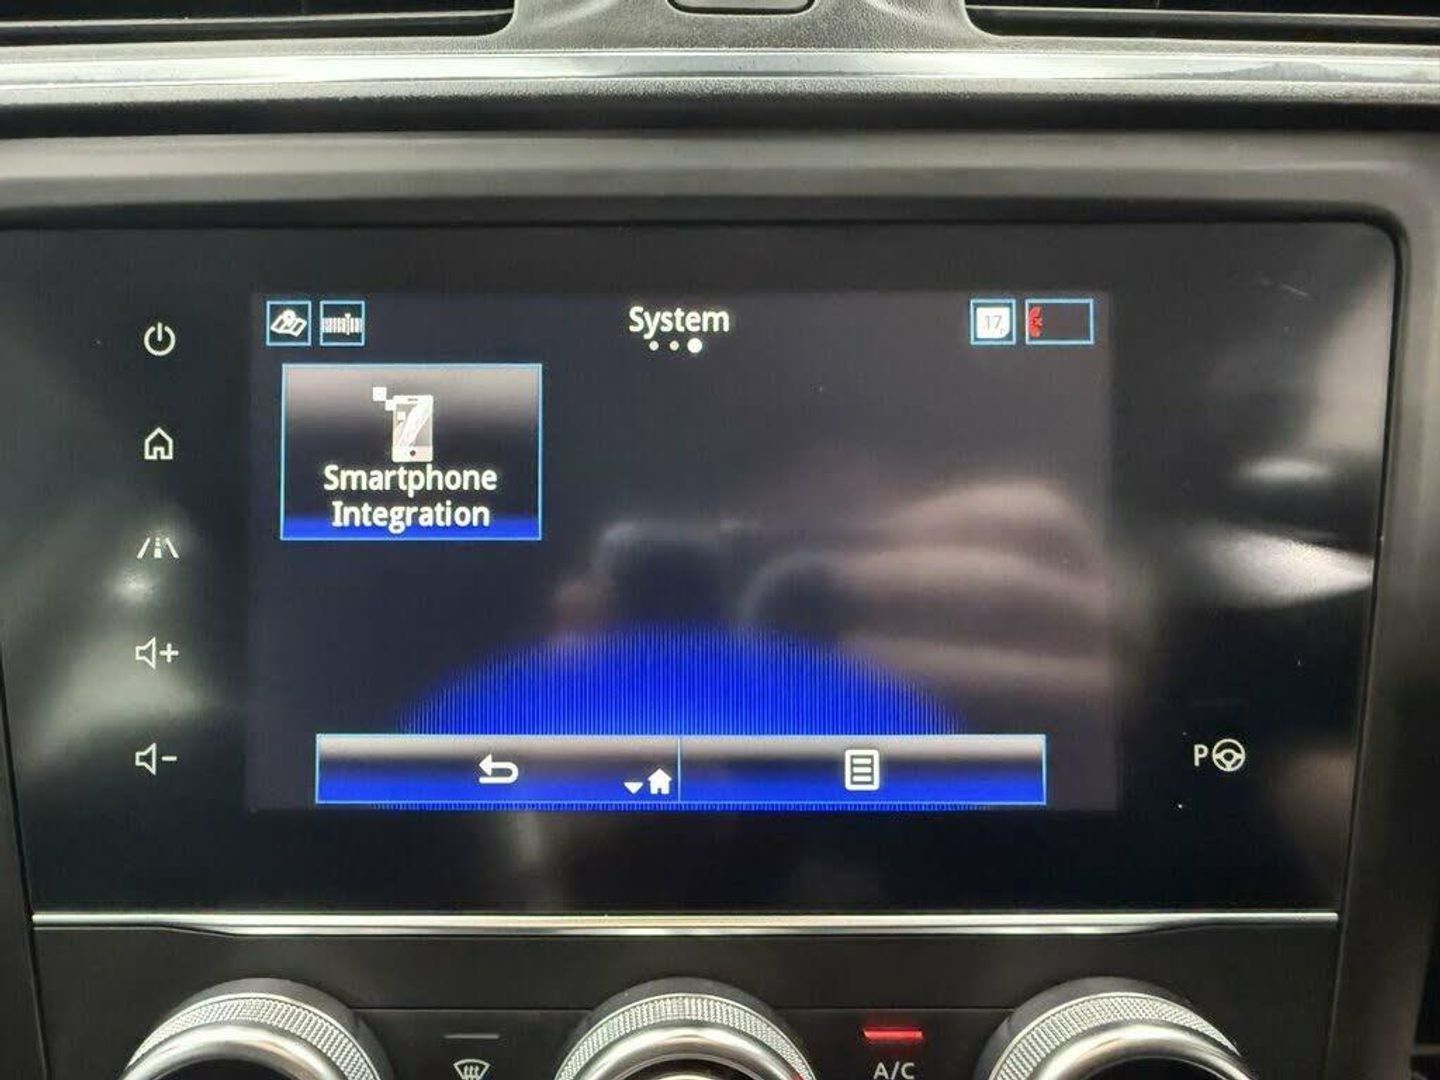 System
17
Smartphone
Integration
P
A/C